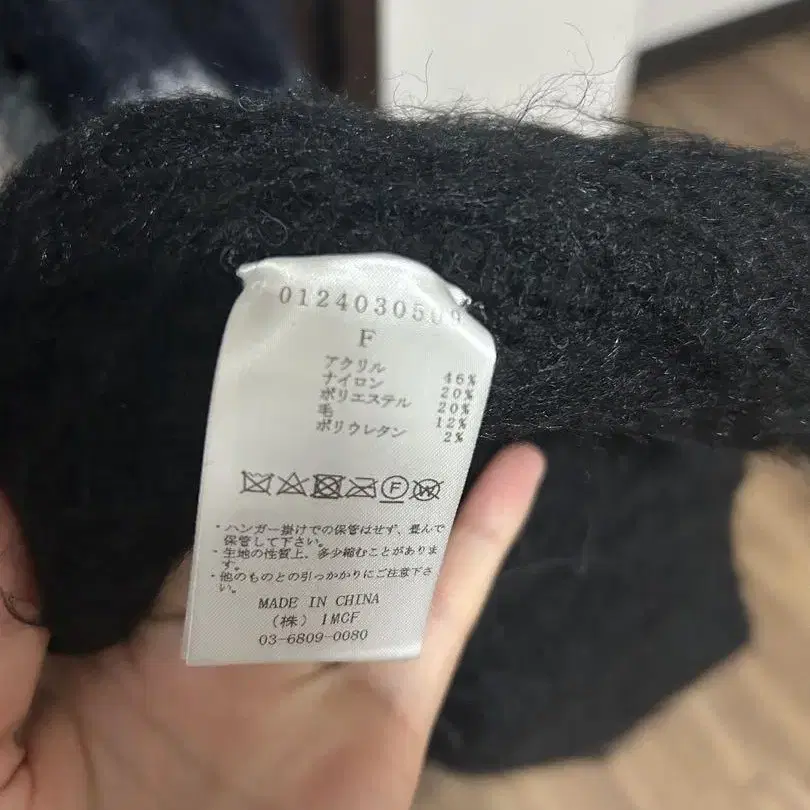 0124030509
F
アクリル 46%
ナイロン 20%
ポリエステル 20%
毛 12%
ポリウレタン 2%
F W
・ハンガー掛けでの保管はせず、畳んで
保管して下さい。
・生地の性質上、多少縮むことがありま
す。
・他のものとの引っかかりにご注意下さ
い。
MADE IN CHINA
(株) IMCF
03-6809-0080